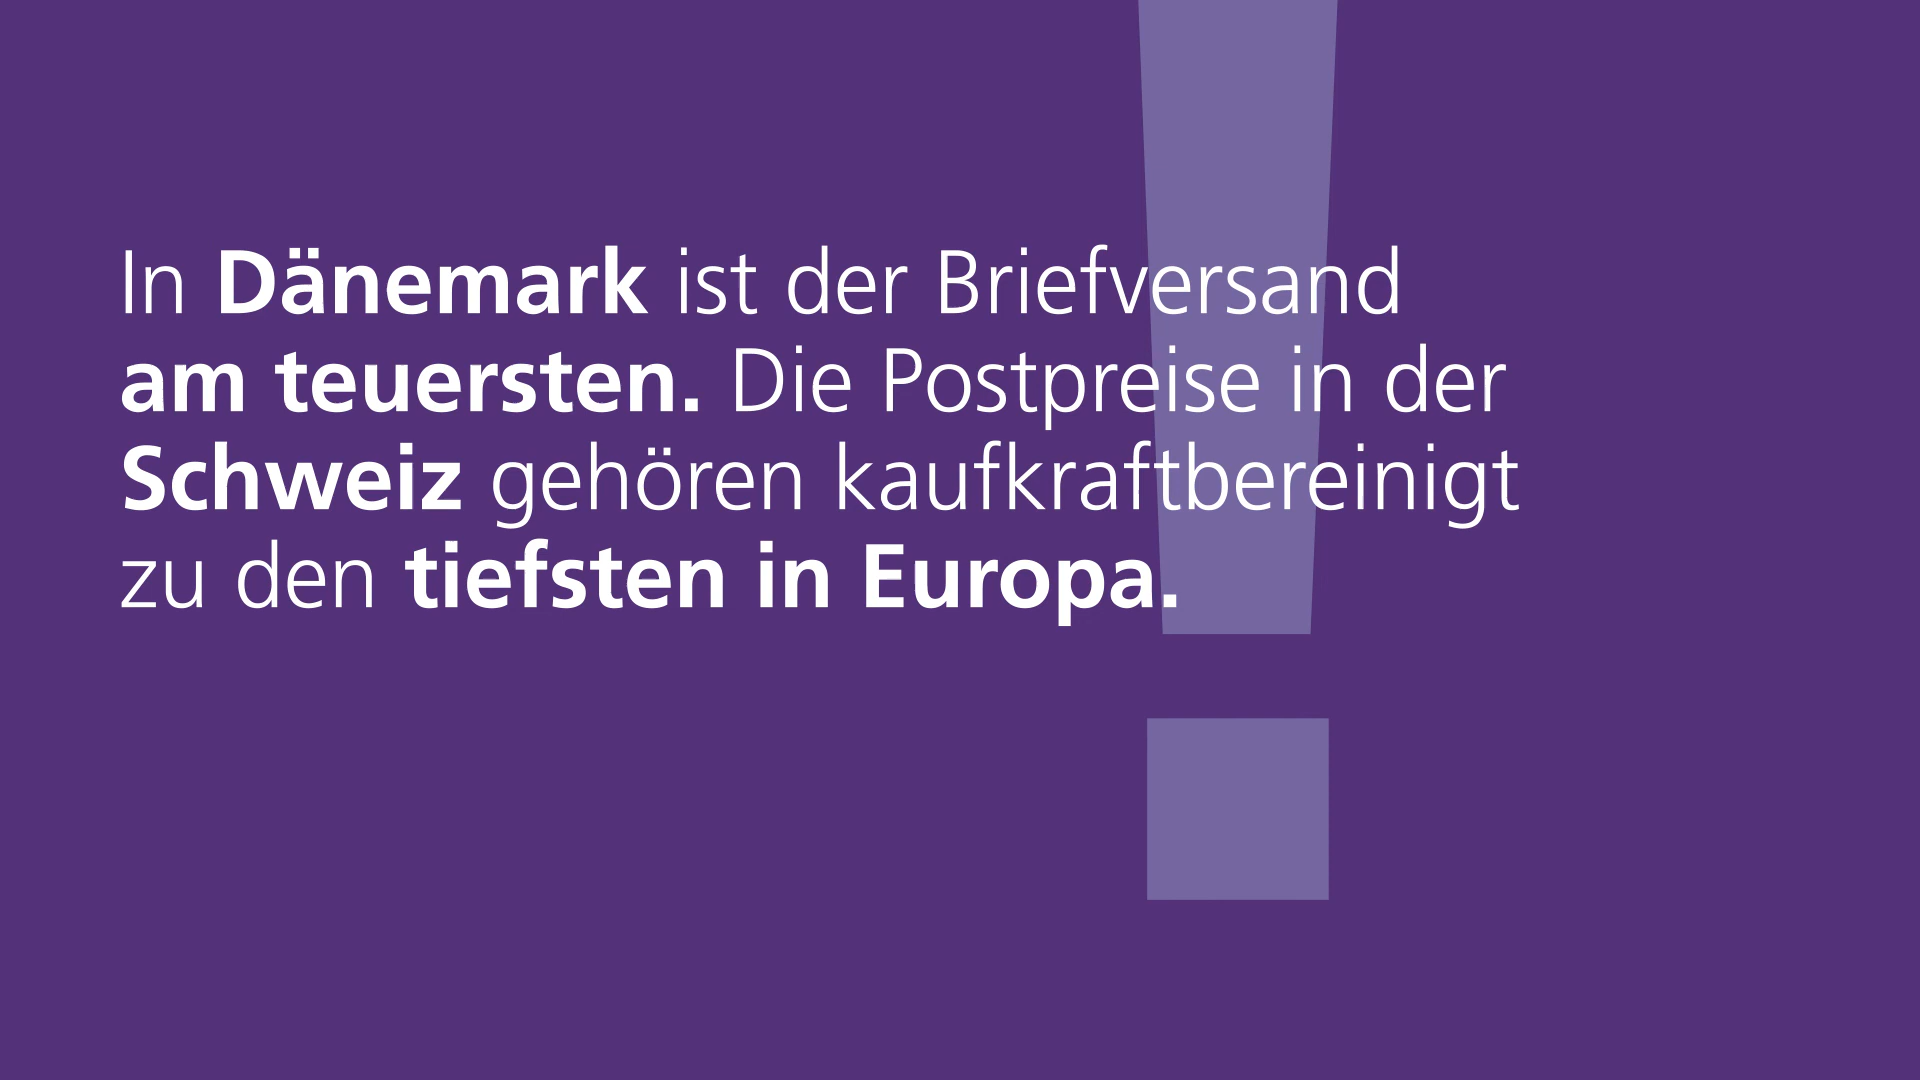 In Dänemark ist der Briefversand
am teuersten. Die Postpreise in der
Schweiz gehören kaufkraftbereinigt
zu den tiefsten in Europa.